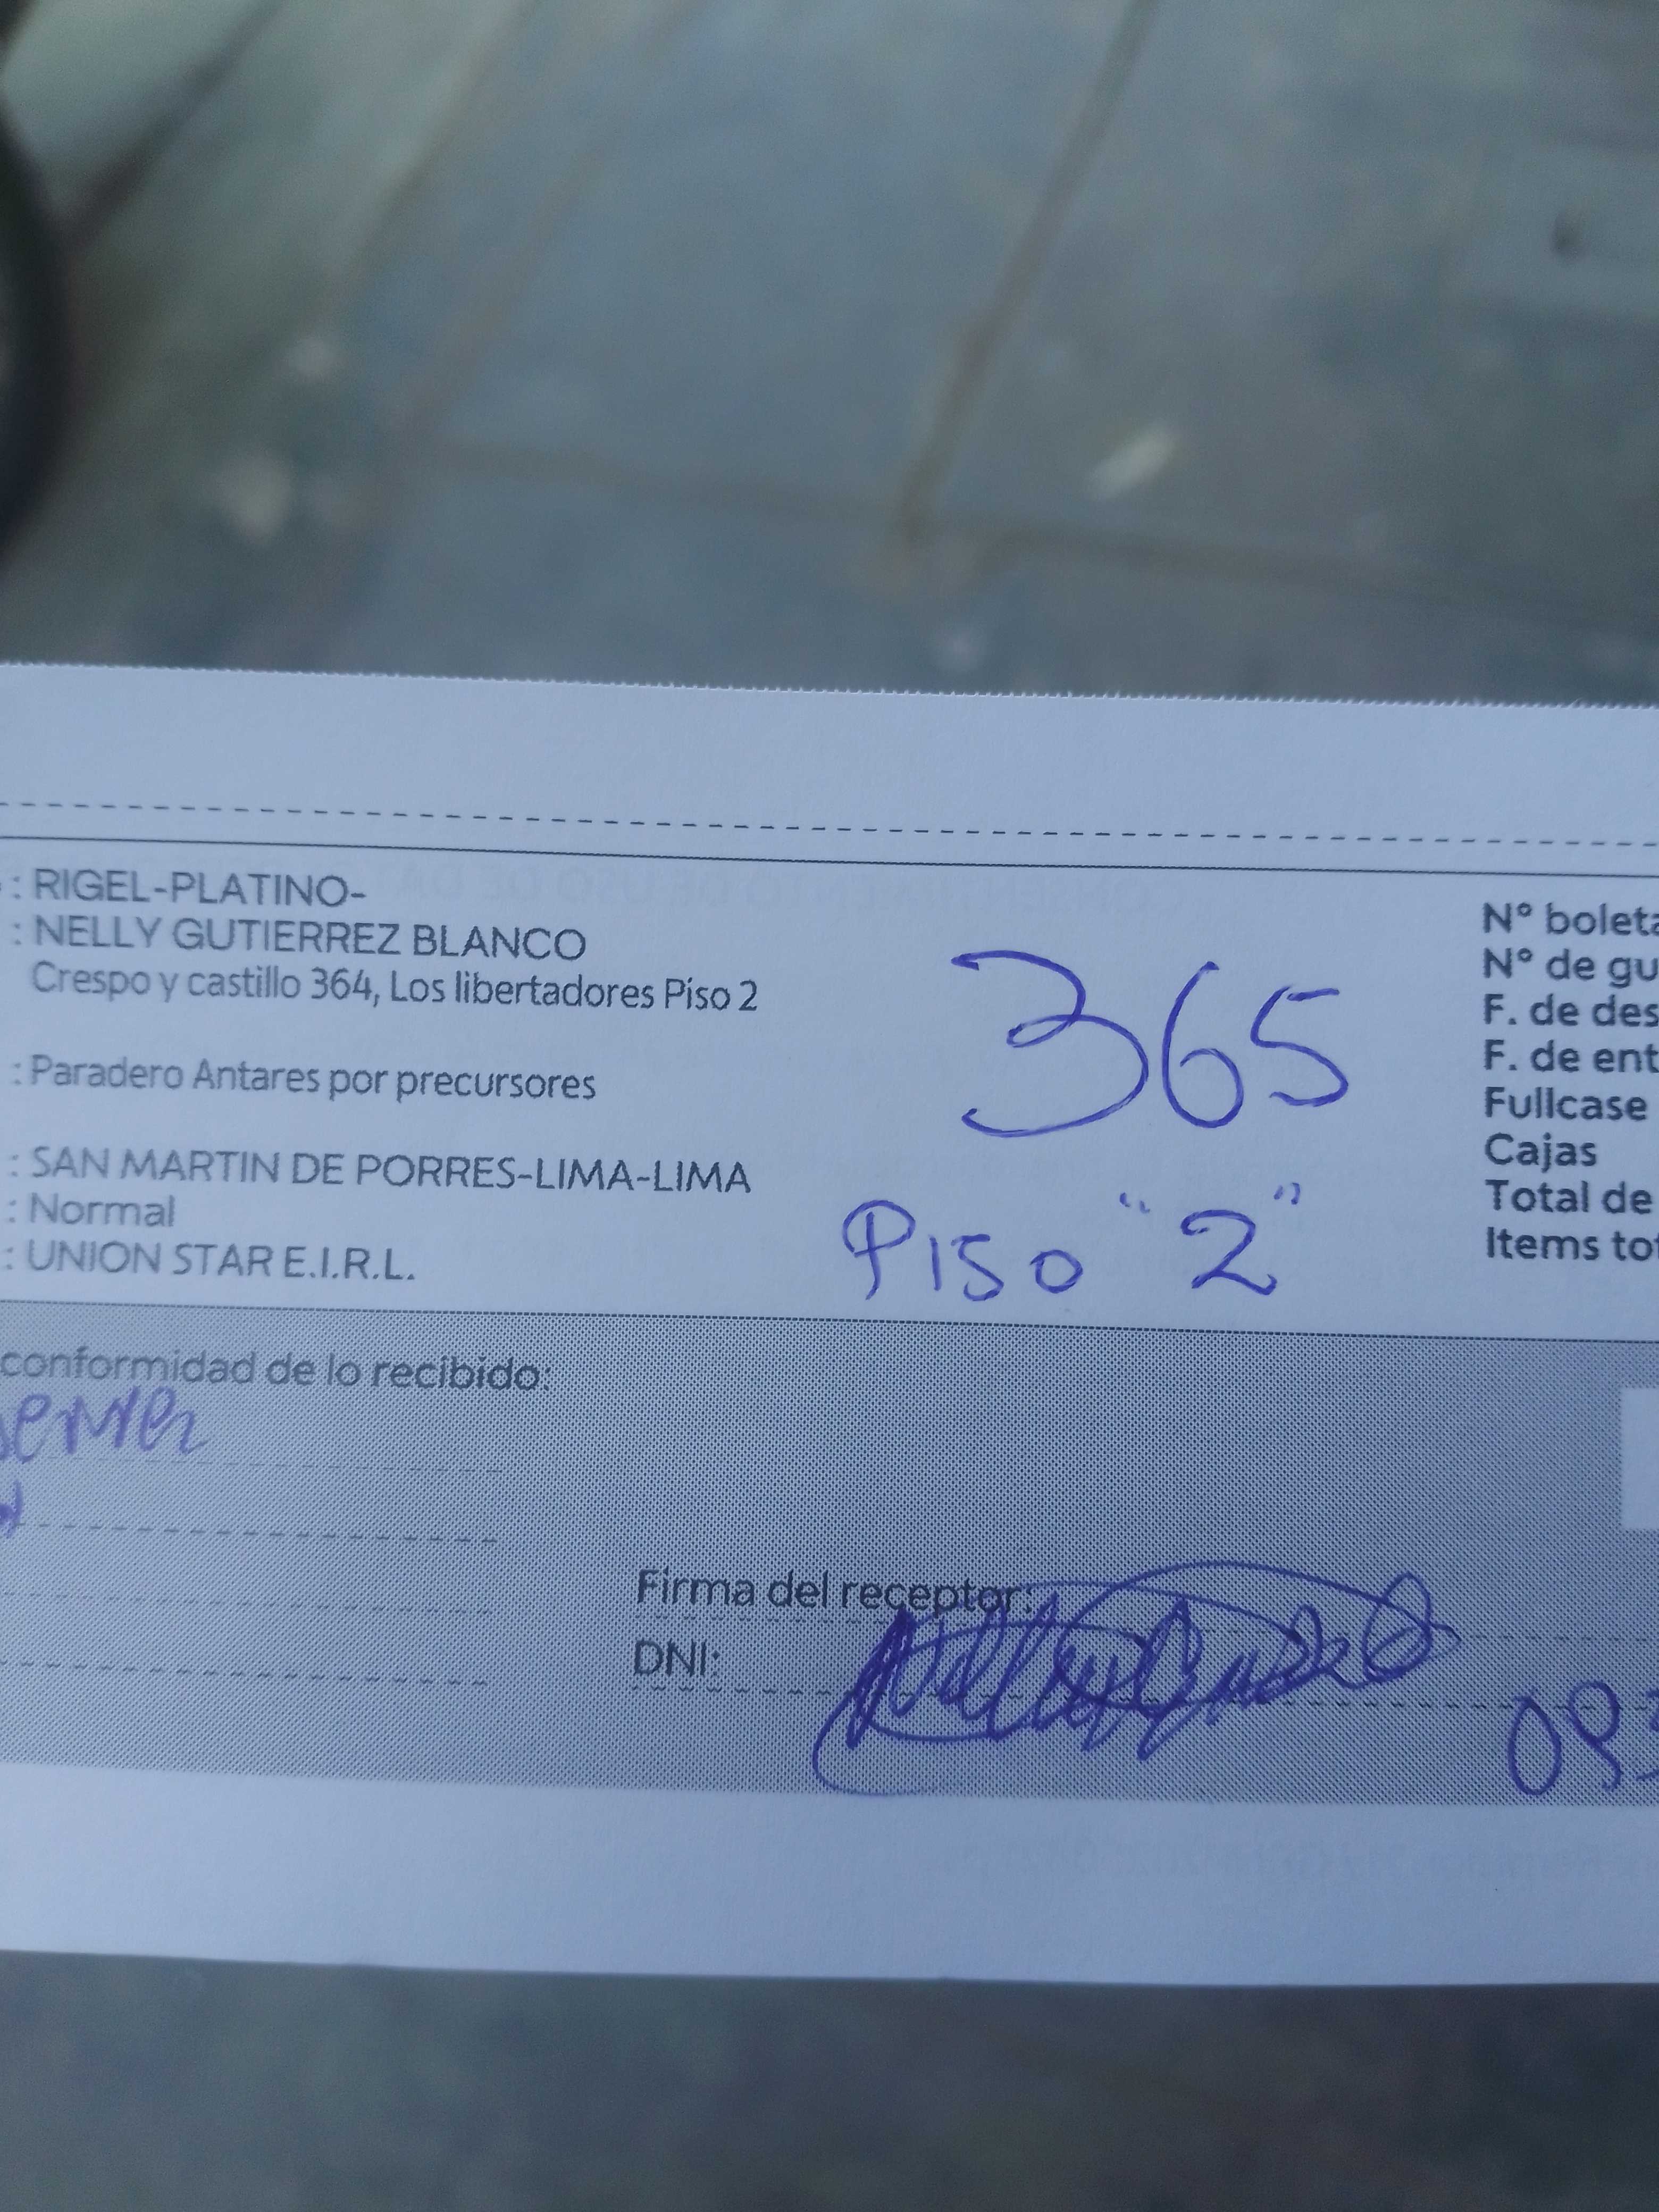 : RIGEL-PLATINO-
: NELLY GUTIERREZ BLANCO
Crespo y castillo 364, Los libertadores Piso 2
: Paradero Antares por precursores
: SAN MARTIN DE PORRES-LIMA-LIMA
: Normal
: UNION STAR E.I.R.L.
365
PISO "2"
N° boleta
N° de gu
F. de des
F. de ent
Fullcase
Cajas
Total de
Items tot
conformidad de lo recibido:
Firma del receptor:
DNI: